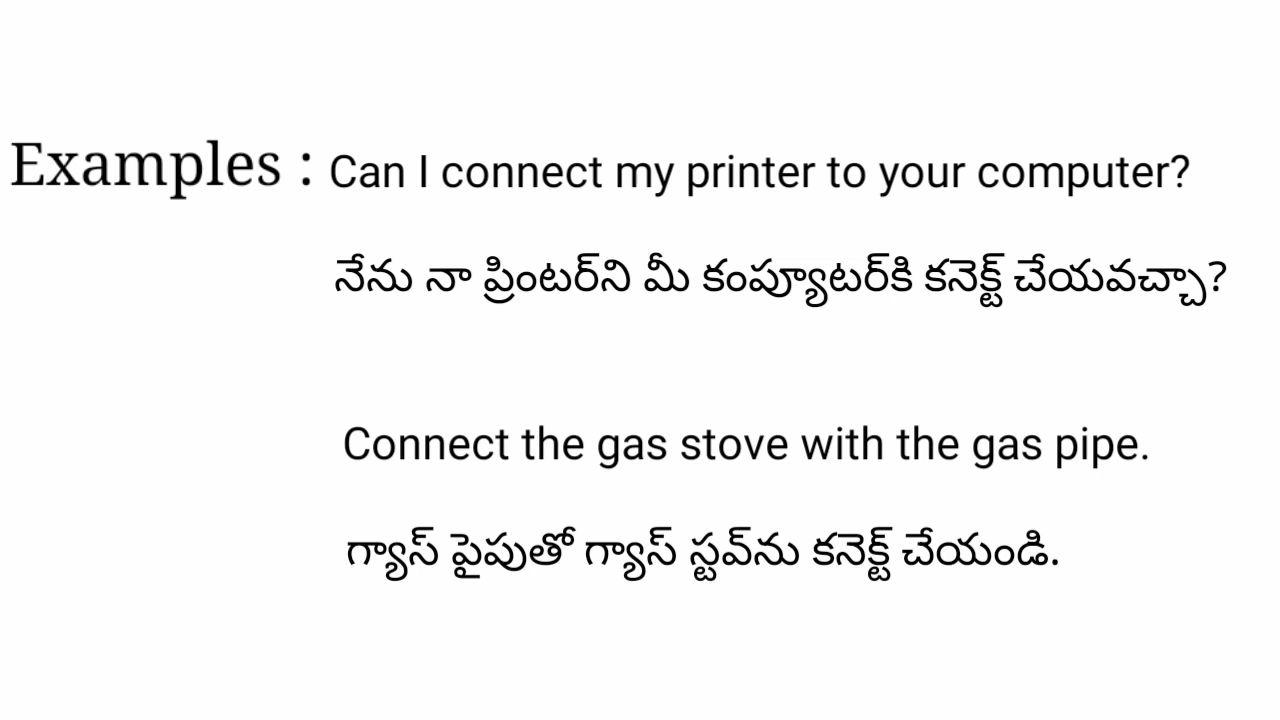 Examples : Can I connect my printer to your computer?
నేను నా ప్రింటర్‌ని మీ కంప్యూటర్‌కి కనెక్ట్ చేయవచ్చా?
Connect the gas stove with the gas pipe.
గ్యాస్ పైపుతో గ్యాస్ స్టవ్‌ను కనెక్ట్ చేయండి.